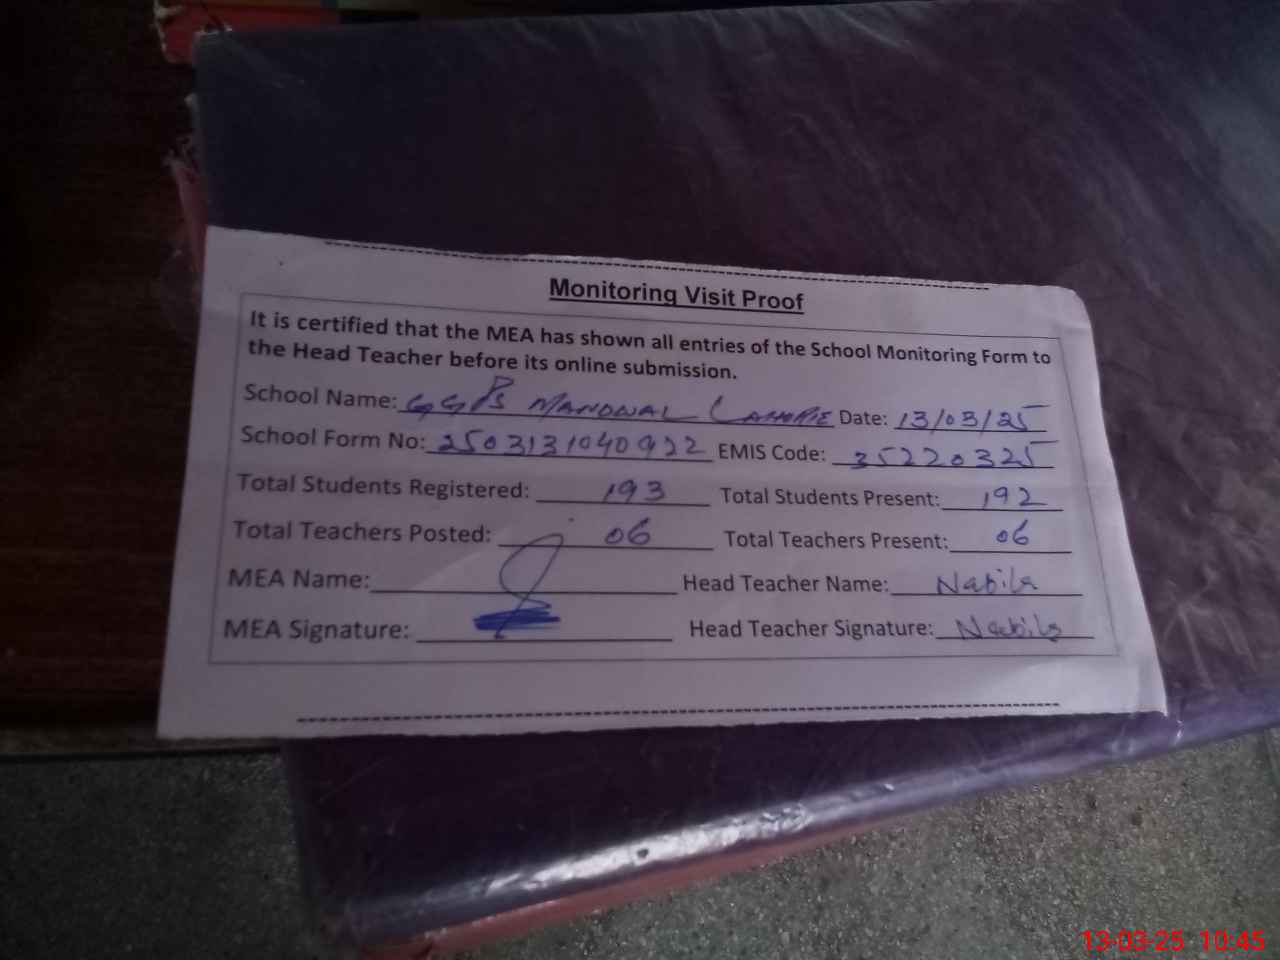 Monitoring Visit Proof
It is certified that the MEA has shown all entries of the School Monitoring Form to
the Head Teacher before its online submission.
School Name: GGPS MANDWAL LAHORIE Date: 13/03/25
School Form No: 2503131040922 EMIS Code: 35220325
Total Students Registered: 193 Total Students Present: 192
Total Teachers Posted: 06 Total Teachers Present: 06
MEA Name: Head Teacher Name: Nabila
MEA Signature: Head Teacher Signature: Nabila
13-03-25 10:45